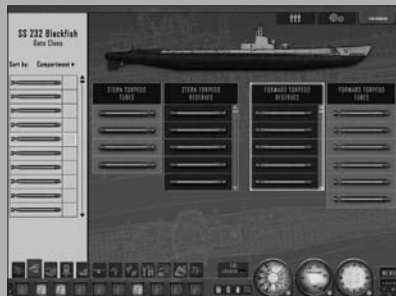 SS 232 Blackfish
Gato Class
Sort by: Compartment ▾
STERN TORPEDO
TUBES
STERN TORPEDO
RESERVES
FORWARD TORPEDO
RESERVES
FORWARD TORPEDO
TUBES
MENU